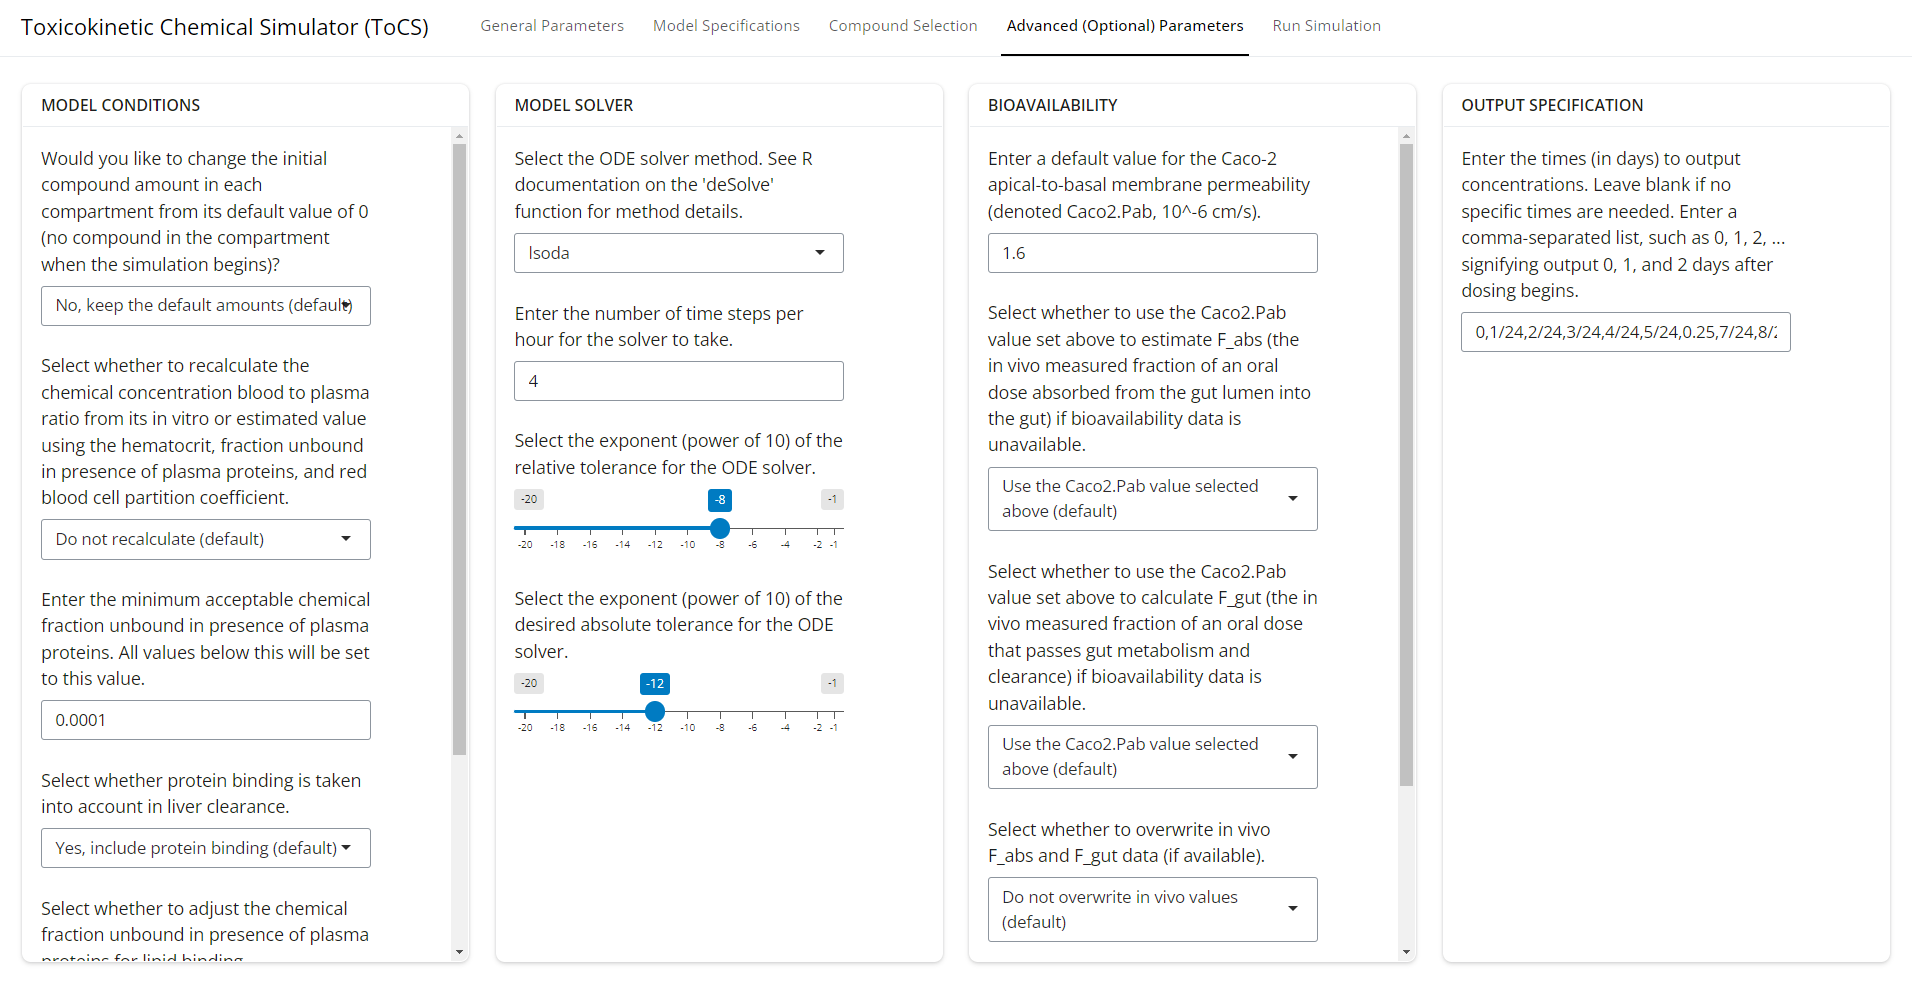 Toxicokinetic Chemical Simulator (ToCS)
General Parameters
Model Specifications
Compound Selection
Advanced (Optional) Parameters
Run Simulation
MODEL CONDITIONS
Would you like to change the initial
compound amount in each
compartment from its default value of 0
(no compound in the compartment
when the simulation begins)?
No, keep the default amounts (default)
Select whether to recalculate the
chemical concentration blood to plasma
ratio from its in vitro or estimated value
using the hematocrit, fraction unbound
in presence of plasma proteins, and red
blood cell partition coefficient.
Do not recalculate (default)
Enter the minimum acceptable chemical
fraction unbound in presence of plasma
proteins. All values below this will be set
to this value.
0.0001
Select whether protein binding is taken
into account in liver clearance.
Yes, include protein binding (default)
Select whether to adjust the chemical
fraction unbound in presence of plasma
proteins for lipid binding.
MODEL SOLVER
Select the ODE solver method. See R
documentation on the 'deSolve'
function for method details.
lsoda
Enter the number of time steps per
hour for the solver to take.
4
Select the exponent (power of 10) of the
relative tolerance for the ODE solver.
-20 -8 -1
-20 -18 -16 -14 -12 -10 -8 -6 -4 -2 -1
Select the exponent (power of 10) of the
desired absolute tolerance for the ODE
solver.
-20 -12 -1
-20 -18 -16 -14 -12 -10 -8 -6 -4 -2 -1
BIOAVAILABILITY
Enter a default value for the Caco-2
apical-to-basal membrane permeability
(denoted Caco2.Pab, 10^-6 cm/s).
1.6
Select whether to use the Caco2.Pab
value set above to estimate F_abs (the
in vivo measured fraction of an oral
dose absorbed from the gut lumen into
the gut) if bioavailability data is
unavailable.
Use the Caco2.Pab value selected
above (default)
Select whether to use the Caco2.Pab
value set above to calculate F_gut (the in
vivo measured fraction of an oral dose
that passes gut metabolism and
clearance) if bioavailability data is
unavailable.
Use the Caco2.Pab value selected
above (default)
Select whether to overwrite in vivo
F_abs and F_gut data (if available).
Do not overwrite in vivo values
(default)
OUTPUT SPECIFICATION
Enter the times (in days) to output
concentrations. Leave blank if no
specific times are needed. Enter a
comma-separated list, such as 0, 1, 2, ...
signifying output 0, 1, and 2 days after
dosing begins.
0,1/24,2/24,3/24,4/24,5/24,0.25,7/24,8/2